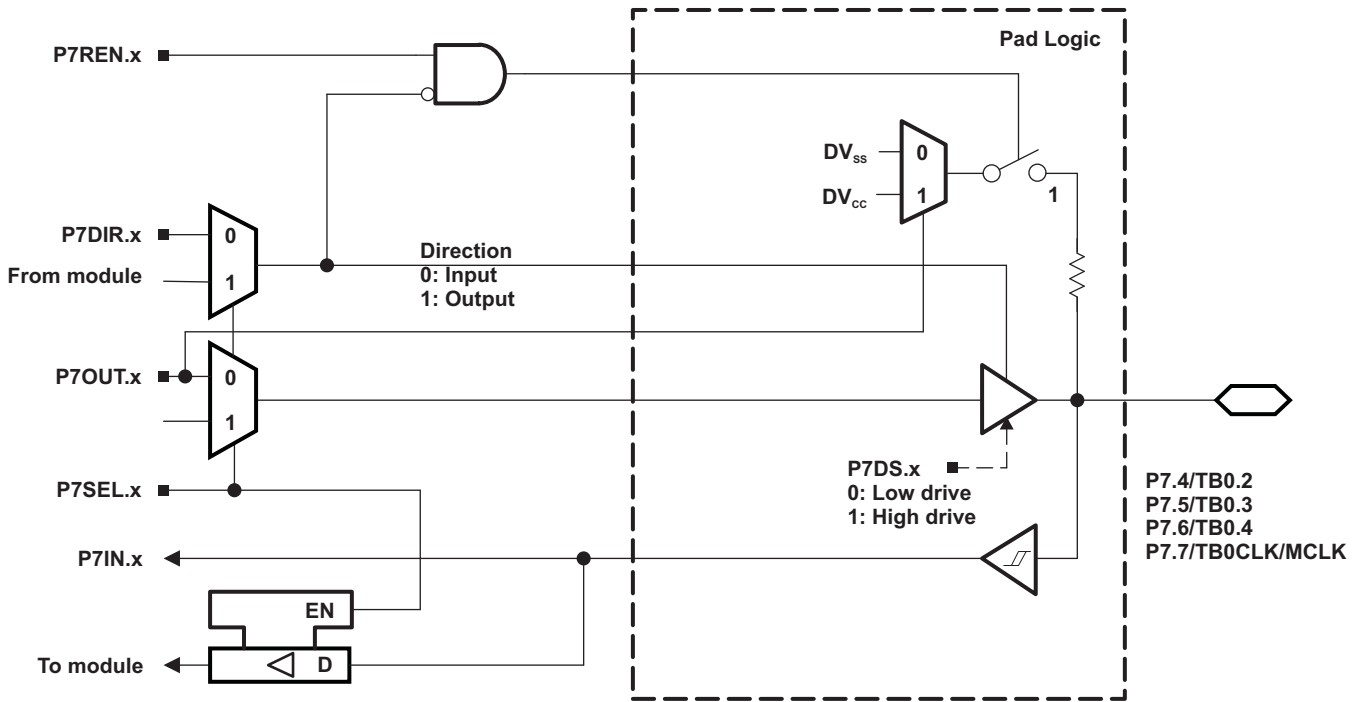 Pad Logic
P7REN.x
DVSS
0
DVCC
1
1
P7DIR.x
0
From module
1
Direction
0: Input
1: Output
P7OUT.x
0
1
P7DS.x
0: Low drive
1: High drive
P7SEL.x
P7.4/TB0.2
P7.5/TB0.3
P7.6/TB0.4
P7.7/TB0CLK/MCLK
P7IN.x
EN
To module
D